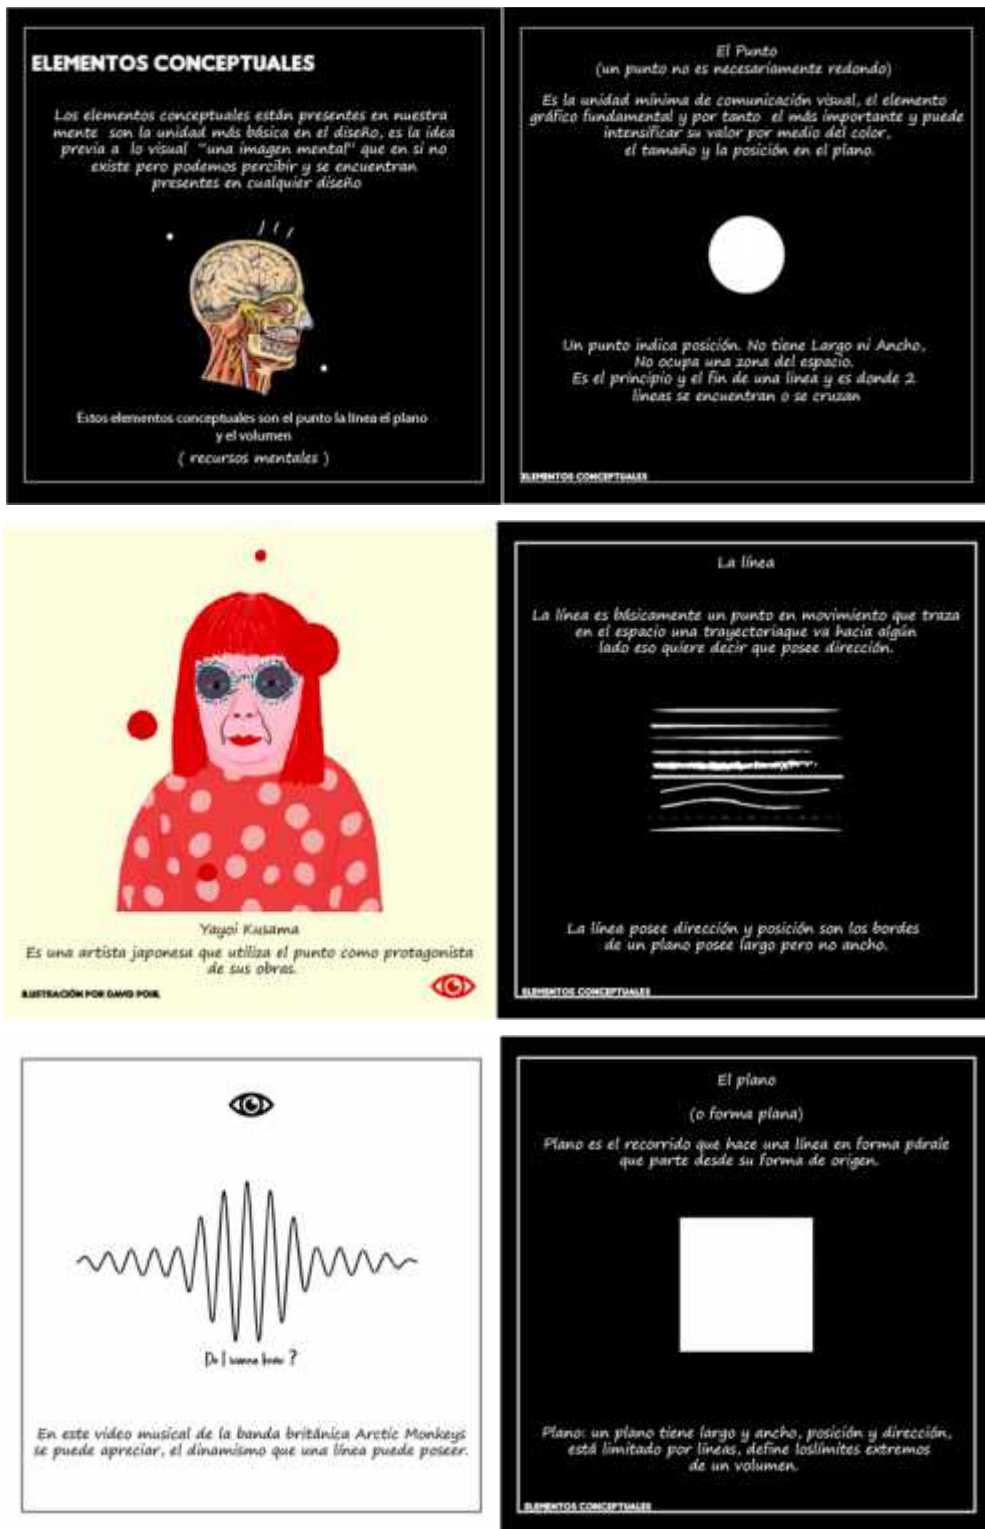 ELEMENTOS CONCEPTUALES
Los elementos conceptuales están presentes en nuestra
mente son la unidad más básica en el diseño, es la idea
previa a lo visual "una imagen mental" que en si no
existe pero podemos percibir y se encuentran
presentes en cualquier diseño
Estos elementos conceptuales son el punto la línea el plano
y el volumen
( recursos mentales )
El Punto
(un punto no es necesariamente redondo)
Es la unidad mínima de comunicación visual, el elemento
gráfico fundamental y por tanto el más importante y puede
intensificar su valor por medio del color,
el tamaño y la posición en el plano.
Un punto indica posición. No tiene Largo ni Ancho,
No ocupa una zona del espacio.
Es el principio y el fin de una línea y es donde 2
líneas se encuentran o se cruzan
ELEMENTOS CONCEPTUALES
Yayoi Kusama
Es una artista japonesa que utiliza el punto como protagonista
de sus obras.
ILUSTRACIÓN POR DAVID POHL
La línea
La línea es básicamente un punto en movimiento que traza
en el espacio una trayectoriaque va hacia algún
lado eso quiere decir que posee dirección.
La línea posee dirección y posición son los bordes
de un plano posee largo pero no ancho.
ELEMENTOS CONCEPTUALES
Do I wanna know ?
En este video musical de la banda británica Arctic Monkeys
se puede apreciar, el dinamismo que una línea puede poseer.
El plano
(o forma plana)
Plano es el recorrido que hace una línea en forma párale
que parte desde su forma de origen.
Plano: un plano tiene largo y ancho, posición y dirección,
está limitado por líneas, define loslímites extremos
de un volumen.
ELEMENTOS CONCEPTUALES